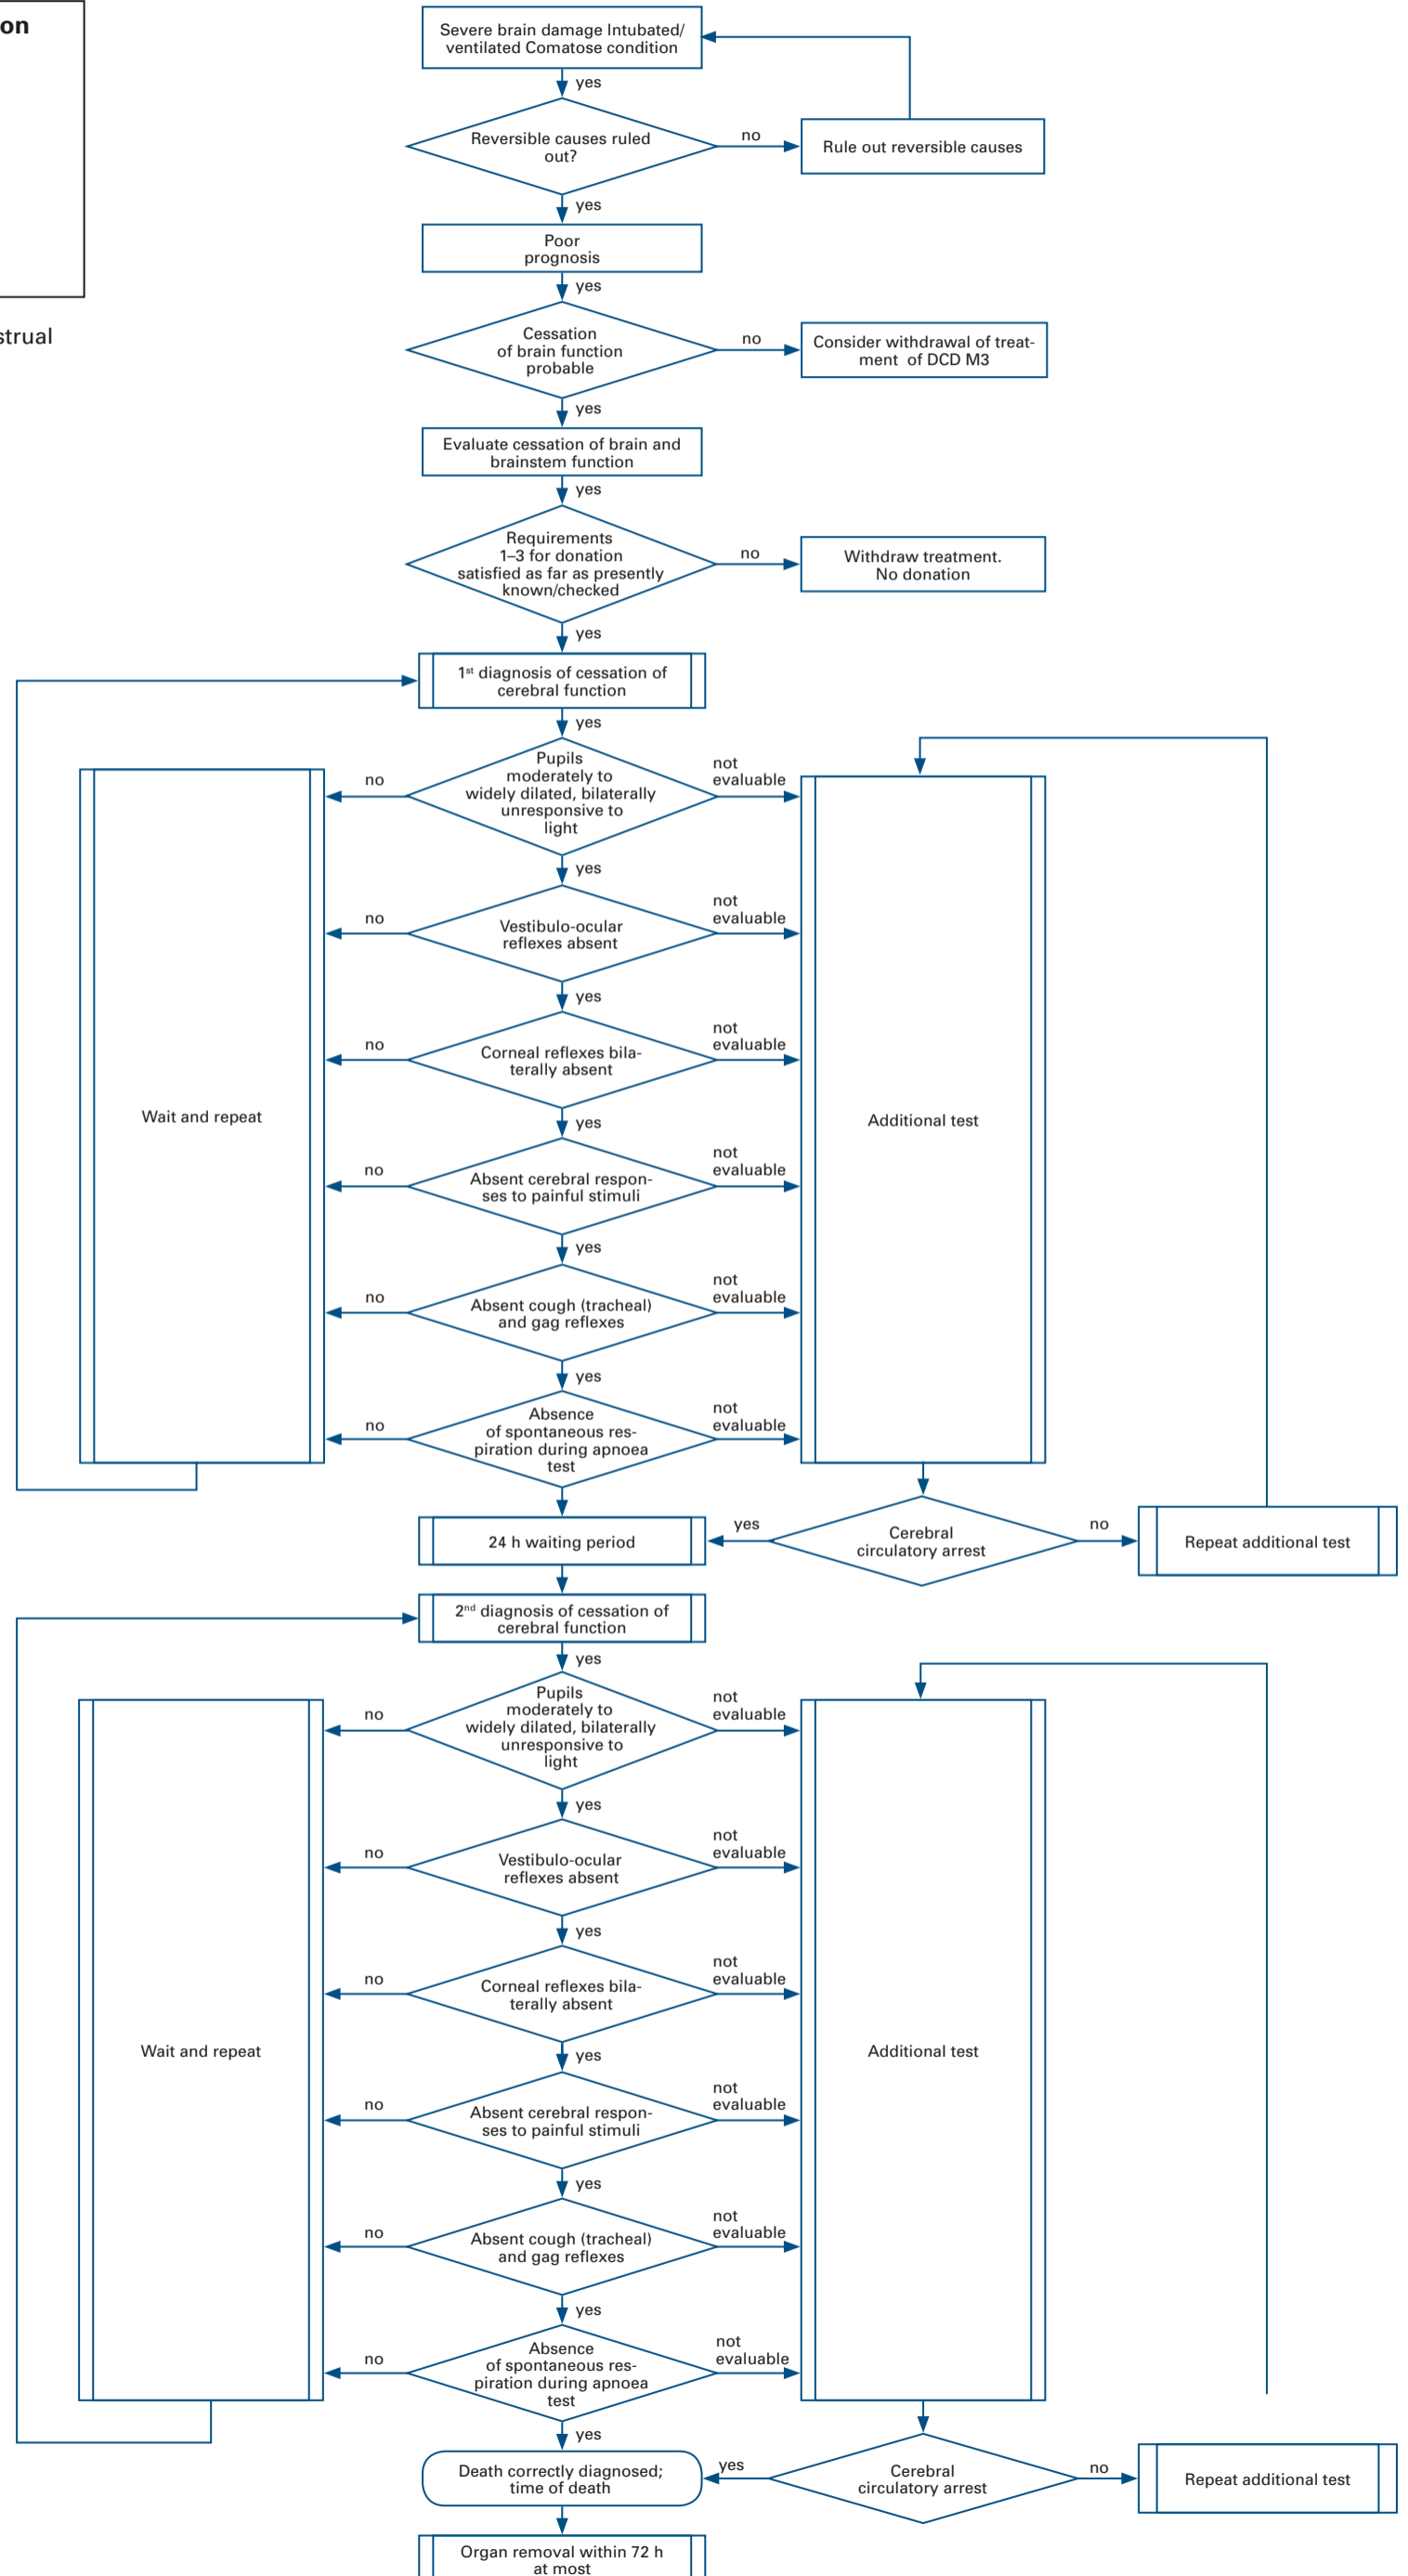 on
strual
Severe brain damage Intubated/
ventilated Comatose condition
yes
Reversible causes ruled
out?
no
Rule out reversible causes
yes
Poor
prognosis
yes
Cessation
of brain function
probable
no
Consider withdrawal of treat-
ment of DCD M3
yes
Evaluate cessation of brain and
brainstem function
yes
Requirements
1–3 for donation
satisfied as far as presently
known/checked
no
Withdraw treatment.
No donation
yes
1st diagnosis of cessation of
cerebral function
yes
Pupils
moderately to
widely dilated, bilaterally
unresponsive to
light
no
not
evaluable
yes
Vestibulo-ocular
reflexes absent
no
not
evaluable
yes
Corneal reflexes bila-
terally absent
no
not
evaluable
Wait and repeat
Additional test
yes
Absent cerebral respon-
ses to painful stimuli
no
not
evaluable
yes
Absent cough (tracheal)
and gag reflexes
no
not
evaluable
yes
Absence
of spontaneous res-
piration during apnoea
test
no
not
evaluable
24 h waiting period
yes
Cerebral
circulatory arrest
no
Repeat additional test
2nd diagnosis of cessation of
cerebral function
yes
Pupils
moderately to
widely dilated, bilaterally
unresponsive to
light
no
not
evaluable
yes
Vestibulo-ocular
reflexes absent
no
not
evaluable
yes
Corneal reflexes bila-
terally absent
no
not
evaluable
Wait and repeat
Additional test
yes
Absent cerebral respon-
ses to painful stimuli
no
not
evaluable
yes
Absent cough (tracheal)
and gag reflexes
no
not
evaluable
yes
Absence
of spontaneous res-
piration during apnoea
test
no
not
evaluable
yes
Death correctly diagnosed;
time of death
yes
Cerebral
circulatory arrest
no
Repeat additional test
Organ removal within 72 h
at most